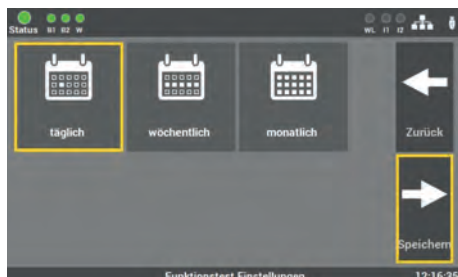 Status B1 B2 W WL I1 I2
täglich wöchentlich monatlich Zurück
Speichern
Funktionstest Einstellungen 12:16:35